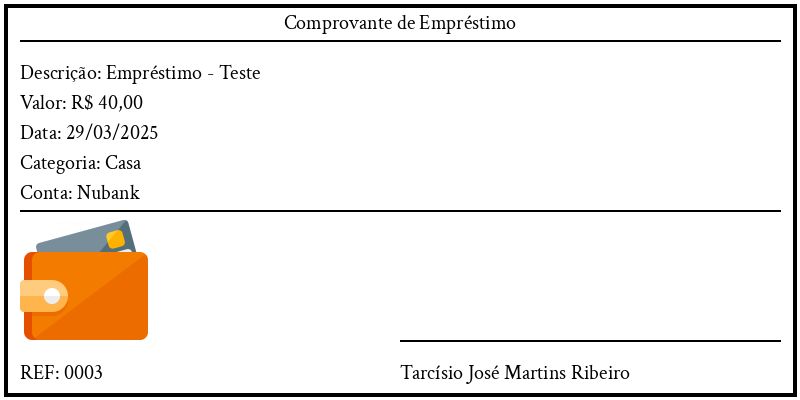 Comprovante de Empréstimo
Descrição: Empréstimo - Teste
Valor: R$ 40,00
Data: 29/03/2025
Categoria: Casa
Conta: Nubank
REF: 0003
Tarcísio José Martins Ribeiro